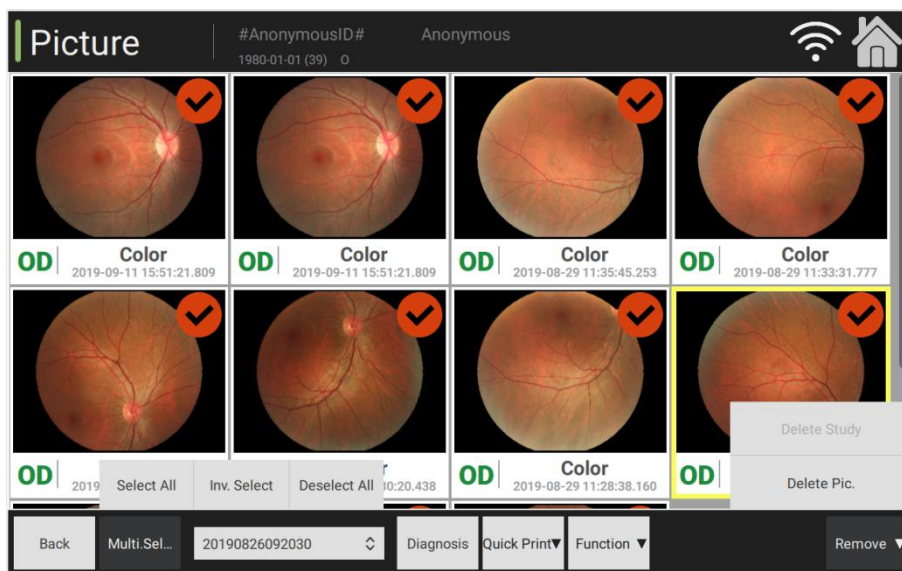 Picture
#AnonymousID# Anonymous
1980-01-01 (39) O
OD Color
2019-09-11 15:51:21.809
OD Color
2019-09-11 15:51:21.809
OD Color
2019-08-29 11:35:45.253
OD Color
2019-08-29 11:33:31.777
OD
2019
OD
0:20.438
OD Color
2019-08-29 11:28:38.160
OD
Delete Study
Delete Pic.
Select All Inv. Select Deselect All
Back Multi.Sel... 20190826092030 Diagnosis Quick Print▼ Function ▼ Remove ▼